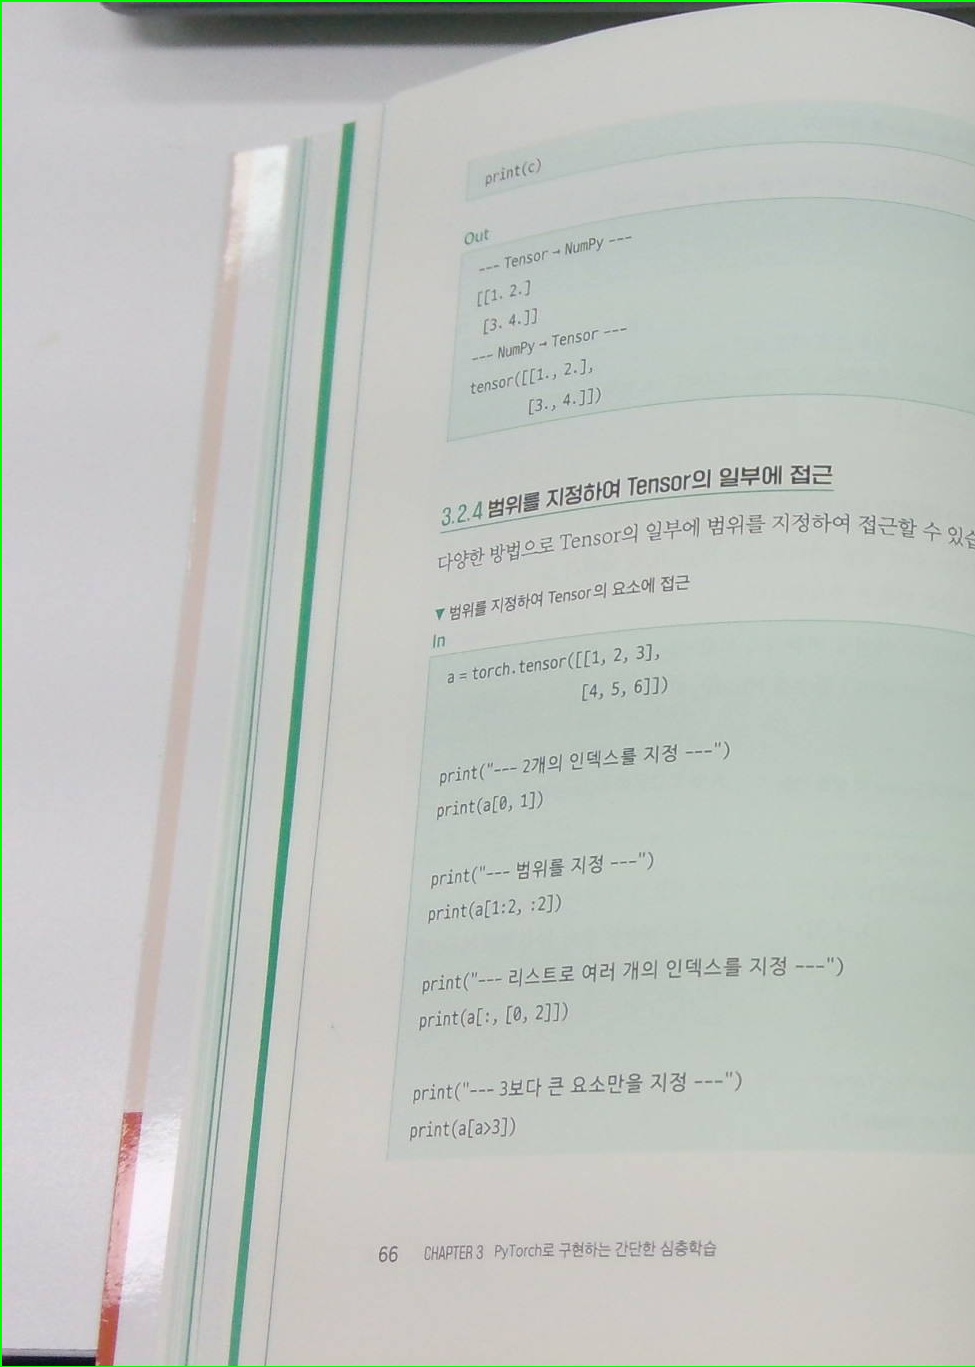 print(c)
Out
--- Tensor → NumPy ---
[[1. 2.]
[3. 4.]]
--- NumPy → Tensor ---
tensor([[1., 2.],
[3., 4.]])
3.2.4 범위를 지정하여 Tensor의 일부에 접근
다양한 방법으로 Tensor의 일부에 범위를 지정하여 접근할 수
▼ 범위를 지정하여 Tensor의 요소에 접근
In
a = torch.tensor([[1, 2, 3],
[4, 5, 6]])
print("--- 2개의 인덱스를 지정 ---")
print(a[0, 1])
print("--- 범위를 지정 ---")
print(a[1:2, :2])
print("--- 리스트로 여러 개의 인덱스를 지정 ---")
print(a[:, [0, 2]])
print("--- 3보다 큰 요소만을 지정 ---")
print(a[a>3])
66 CHAPTER 3 PyTorch로 구현하는 간단한 심층학습